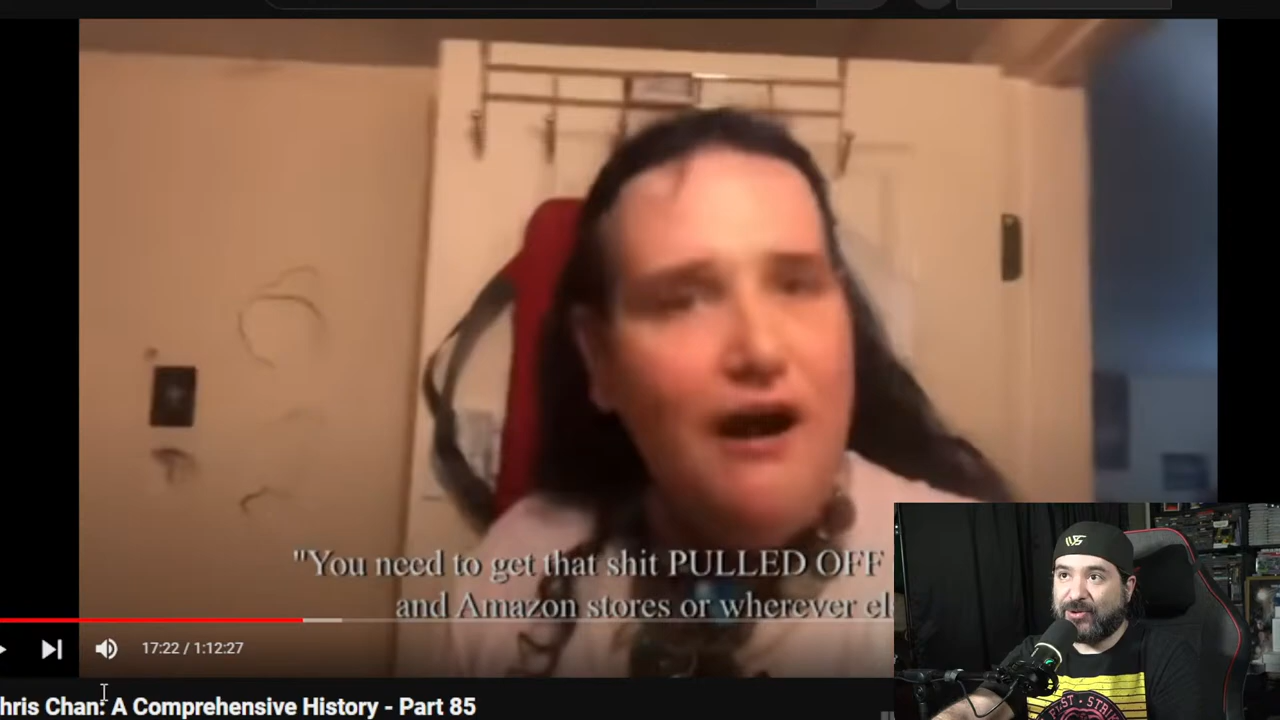 "You need to get that shit PULLED OFF
and Amazon stores or wherever el
17:22 / 1:12:27
hris Chan: A Comprehensive History - Part 85